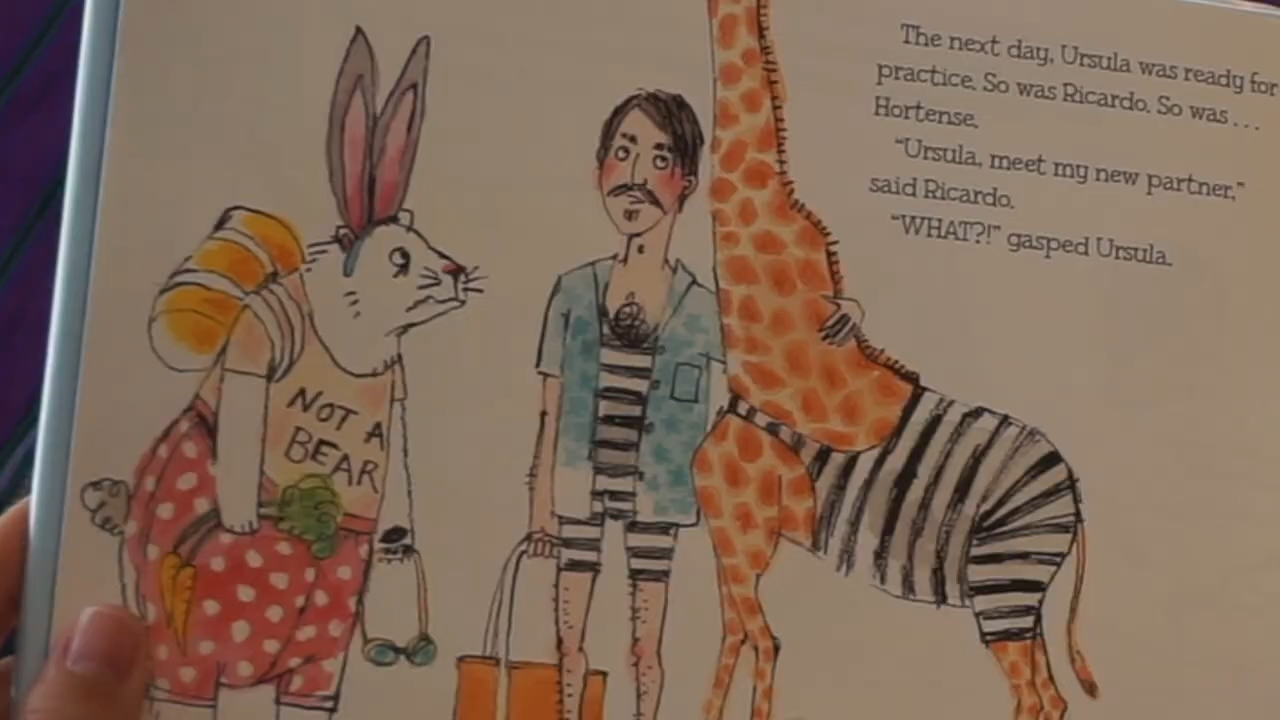 The next day, Ursula was ready for
practice. So was Ricardo. So was . . .
Hortense.
“Ursula, meet my new partner,”
said Ricardo.
“WHAT?!” gasped Ursula.
NOT A
BEAR